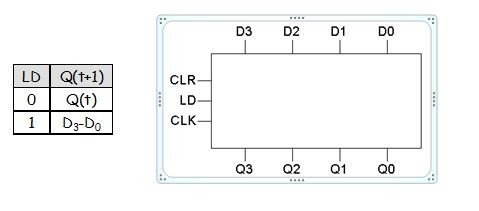 LD Q(t+1)
0 Q(t)
1 D₃-D₀
D3 D2 D1 D0
CLR
LD
CLK
Q3 Q2 Q1 Q0